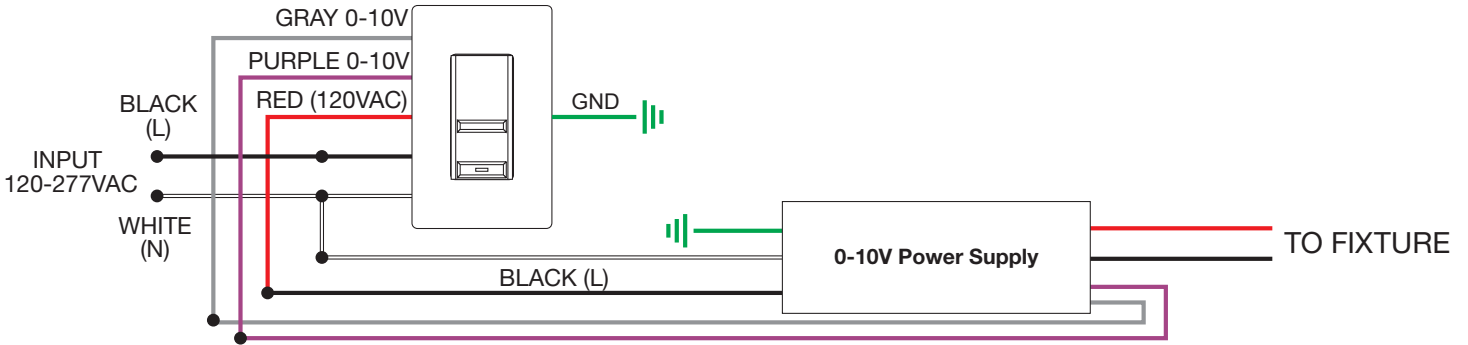 GRAY 0-10V
PURPLE 0-10V
RED (120VAC)
BLACK
(L)
INPUT
120-277VAC
WHITE
(N)
GND
0-10V Power Supply
TO FIXTURE
BLACK (L)